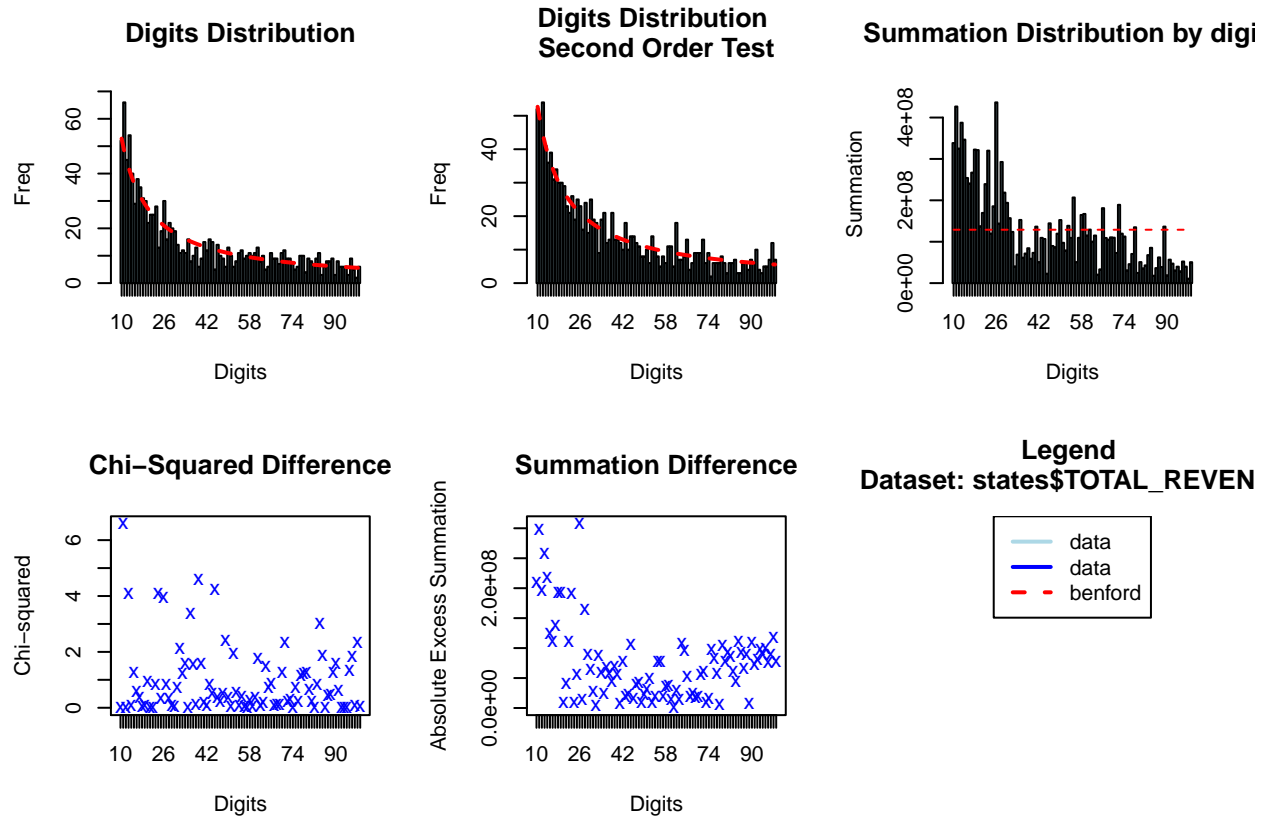 Digits Distribution
Freq
0 20 40 60
10 26 42 58 74 90
Digits
Digits Distribution
Second Order Test
Freq
0 20 40
10 26 42 58 74 90
Digits
Summation Distribution by digi
Summation
0e+00 2e+08 4e+08
10 26 42 58 74 90
Digits
Chi−Squared Difference
Chi−squared
0 2 4 6
10 26 42 58 74 90
Digits
Summation Difference
Absolute Excess Summation
0.0e+00 2.0e+08
10 26 42 58 74 90
Digits
Legend
Dataset: states$TOTAL_REVEN
data
data
benford